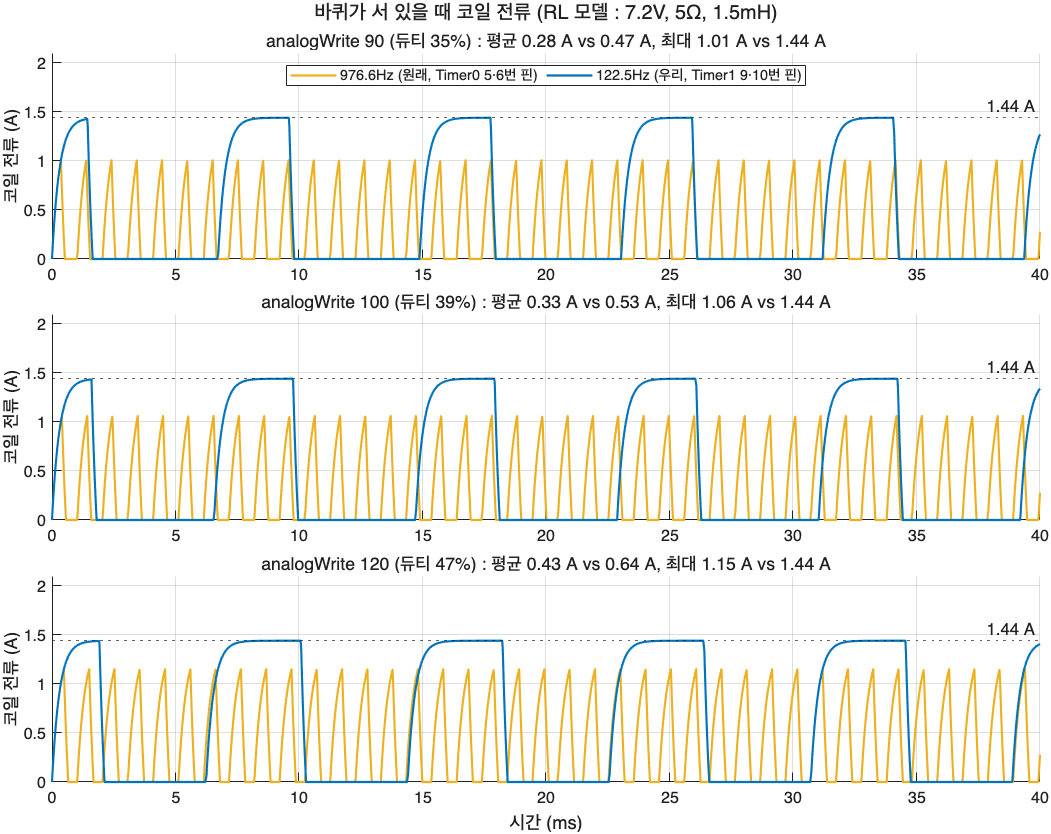 바퀴가 서 있을 때 코일 전류 (RL 모델 : 7.2V, 5Ω, 1.5mH)
analogWrite 90 (듀티 35%) : 평균 0.28 A vs 0.47 A, 최대 1.01 A vs 1.44 A
976.6Hz (원래, Timer0 5·6번 핀) 122.5Hz (우리, Timer1 9·10번 핀)
1.44 A
코일 전류 (A)
2
1.5
1
0.5
0
0 5 10 15 20 25 30 35 40
analogWrite 100 (듀티 39%) : 평균 0.33 A vs 0.53 A, 최대 1.06 A vs 1.44 A
1.44 A
코일 전류 (A)
2
1.5
1
0.5
0
0 5 10 15 20 25 30 35 40
analogWrite 120 (듀티 47%) : 평균 0.43 A vs 0.64 A, 최대 1.15 A vs 1.44 A
1.44 A
코일 전류 (A)
2
1.5
1
0.5
0
0 5 10 15 20 25 30 35 40
시간 (ms)